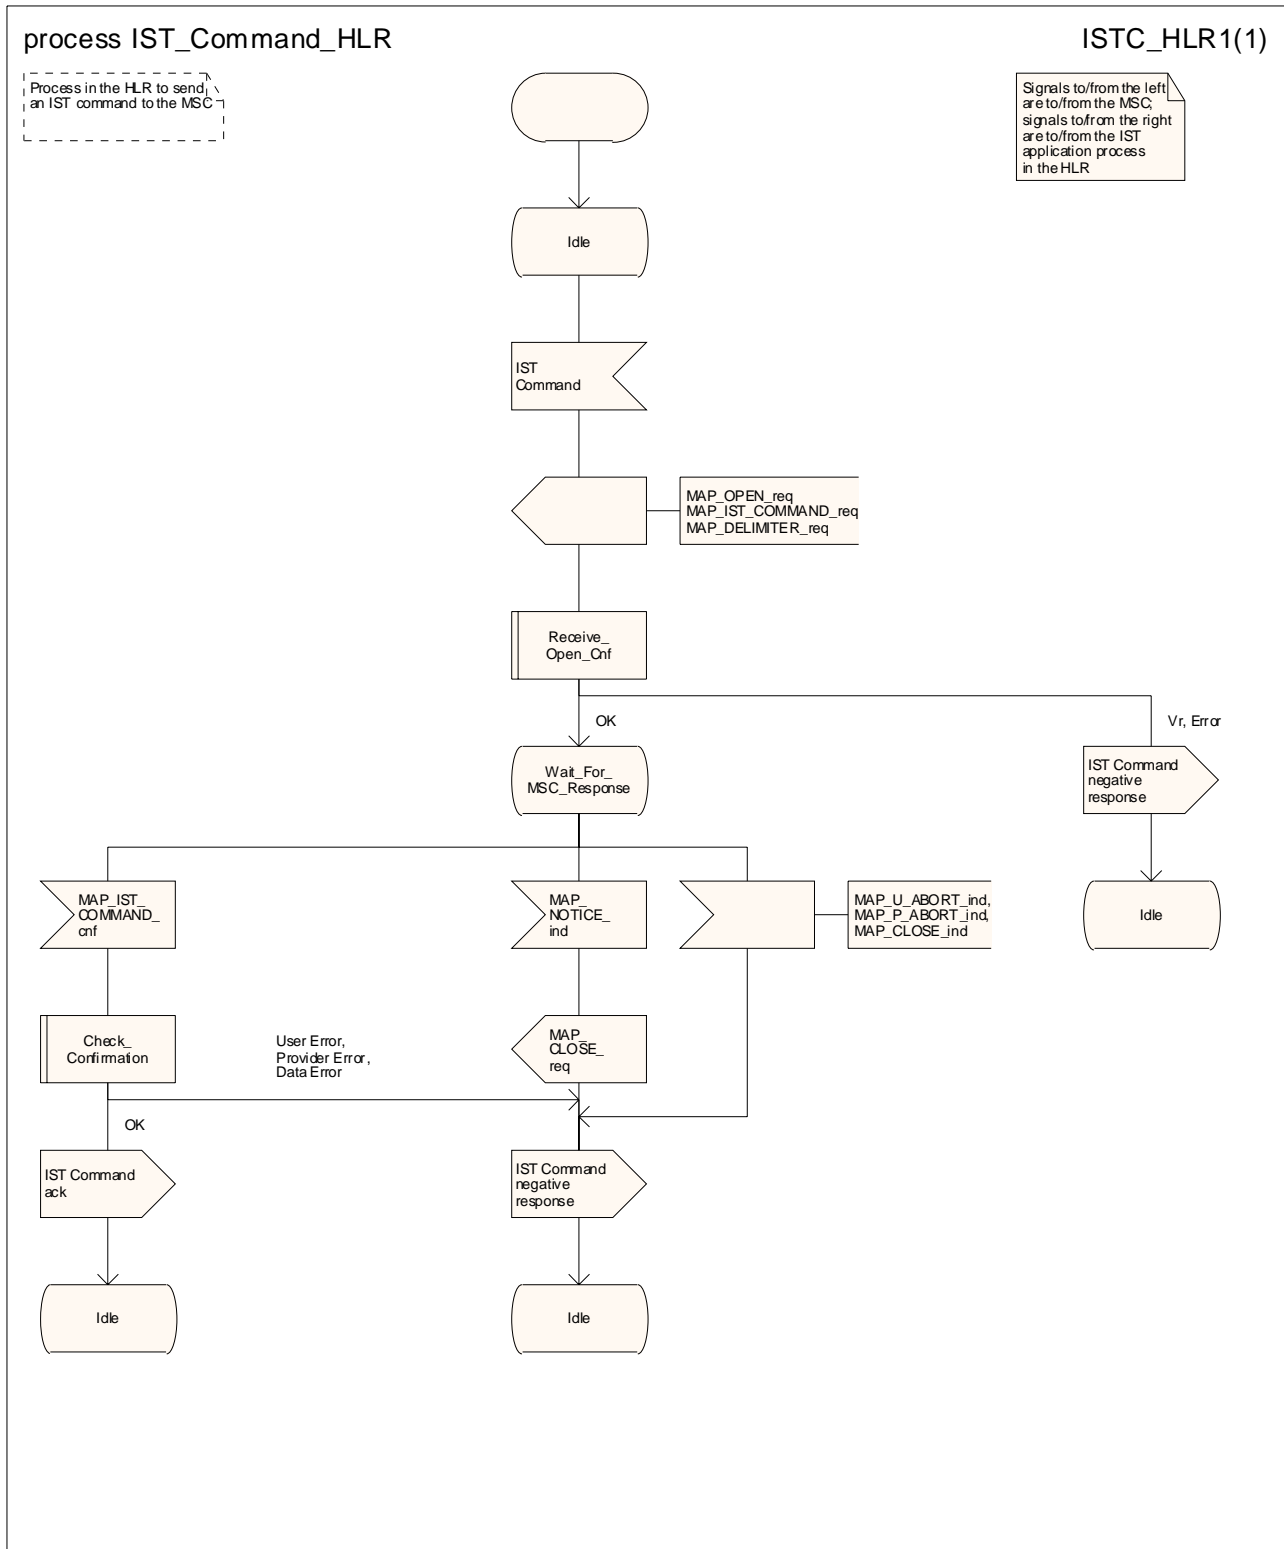 process IST_Command_HLR
ISTC_HLR1(1)
Process in the HLR to send
an IST command to the MSC
Signals to/from the left
are to/from the MSC;
signals to/from the right
are to/from the IST
application process
in the HLR
Idle
IST
Command
MAP_OPEN_req
MAP_IST_COMMAND_req
MAP_DELIMITER_req
Receive_
Open_Cnf
OK
Vr, Error
Wait_For_
MSC_Response
IST Command
negative
response
MAP_IST_
COMMAND_
cnf
MAP_
NOTICE_
ind
MAP_U_ABORT_ind,
MAP_P_ABORT_ind,
MAP_CLOSE_ind
Idle
Check_
Confirmation
User Error,
Provider Error,
Data Error
MAP_
CLOSE_
req
OK
IST Command
ack
IST Command
negative
response
Idle
Idle